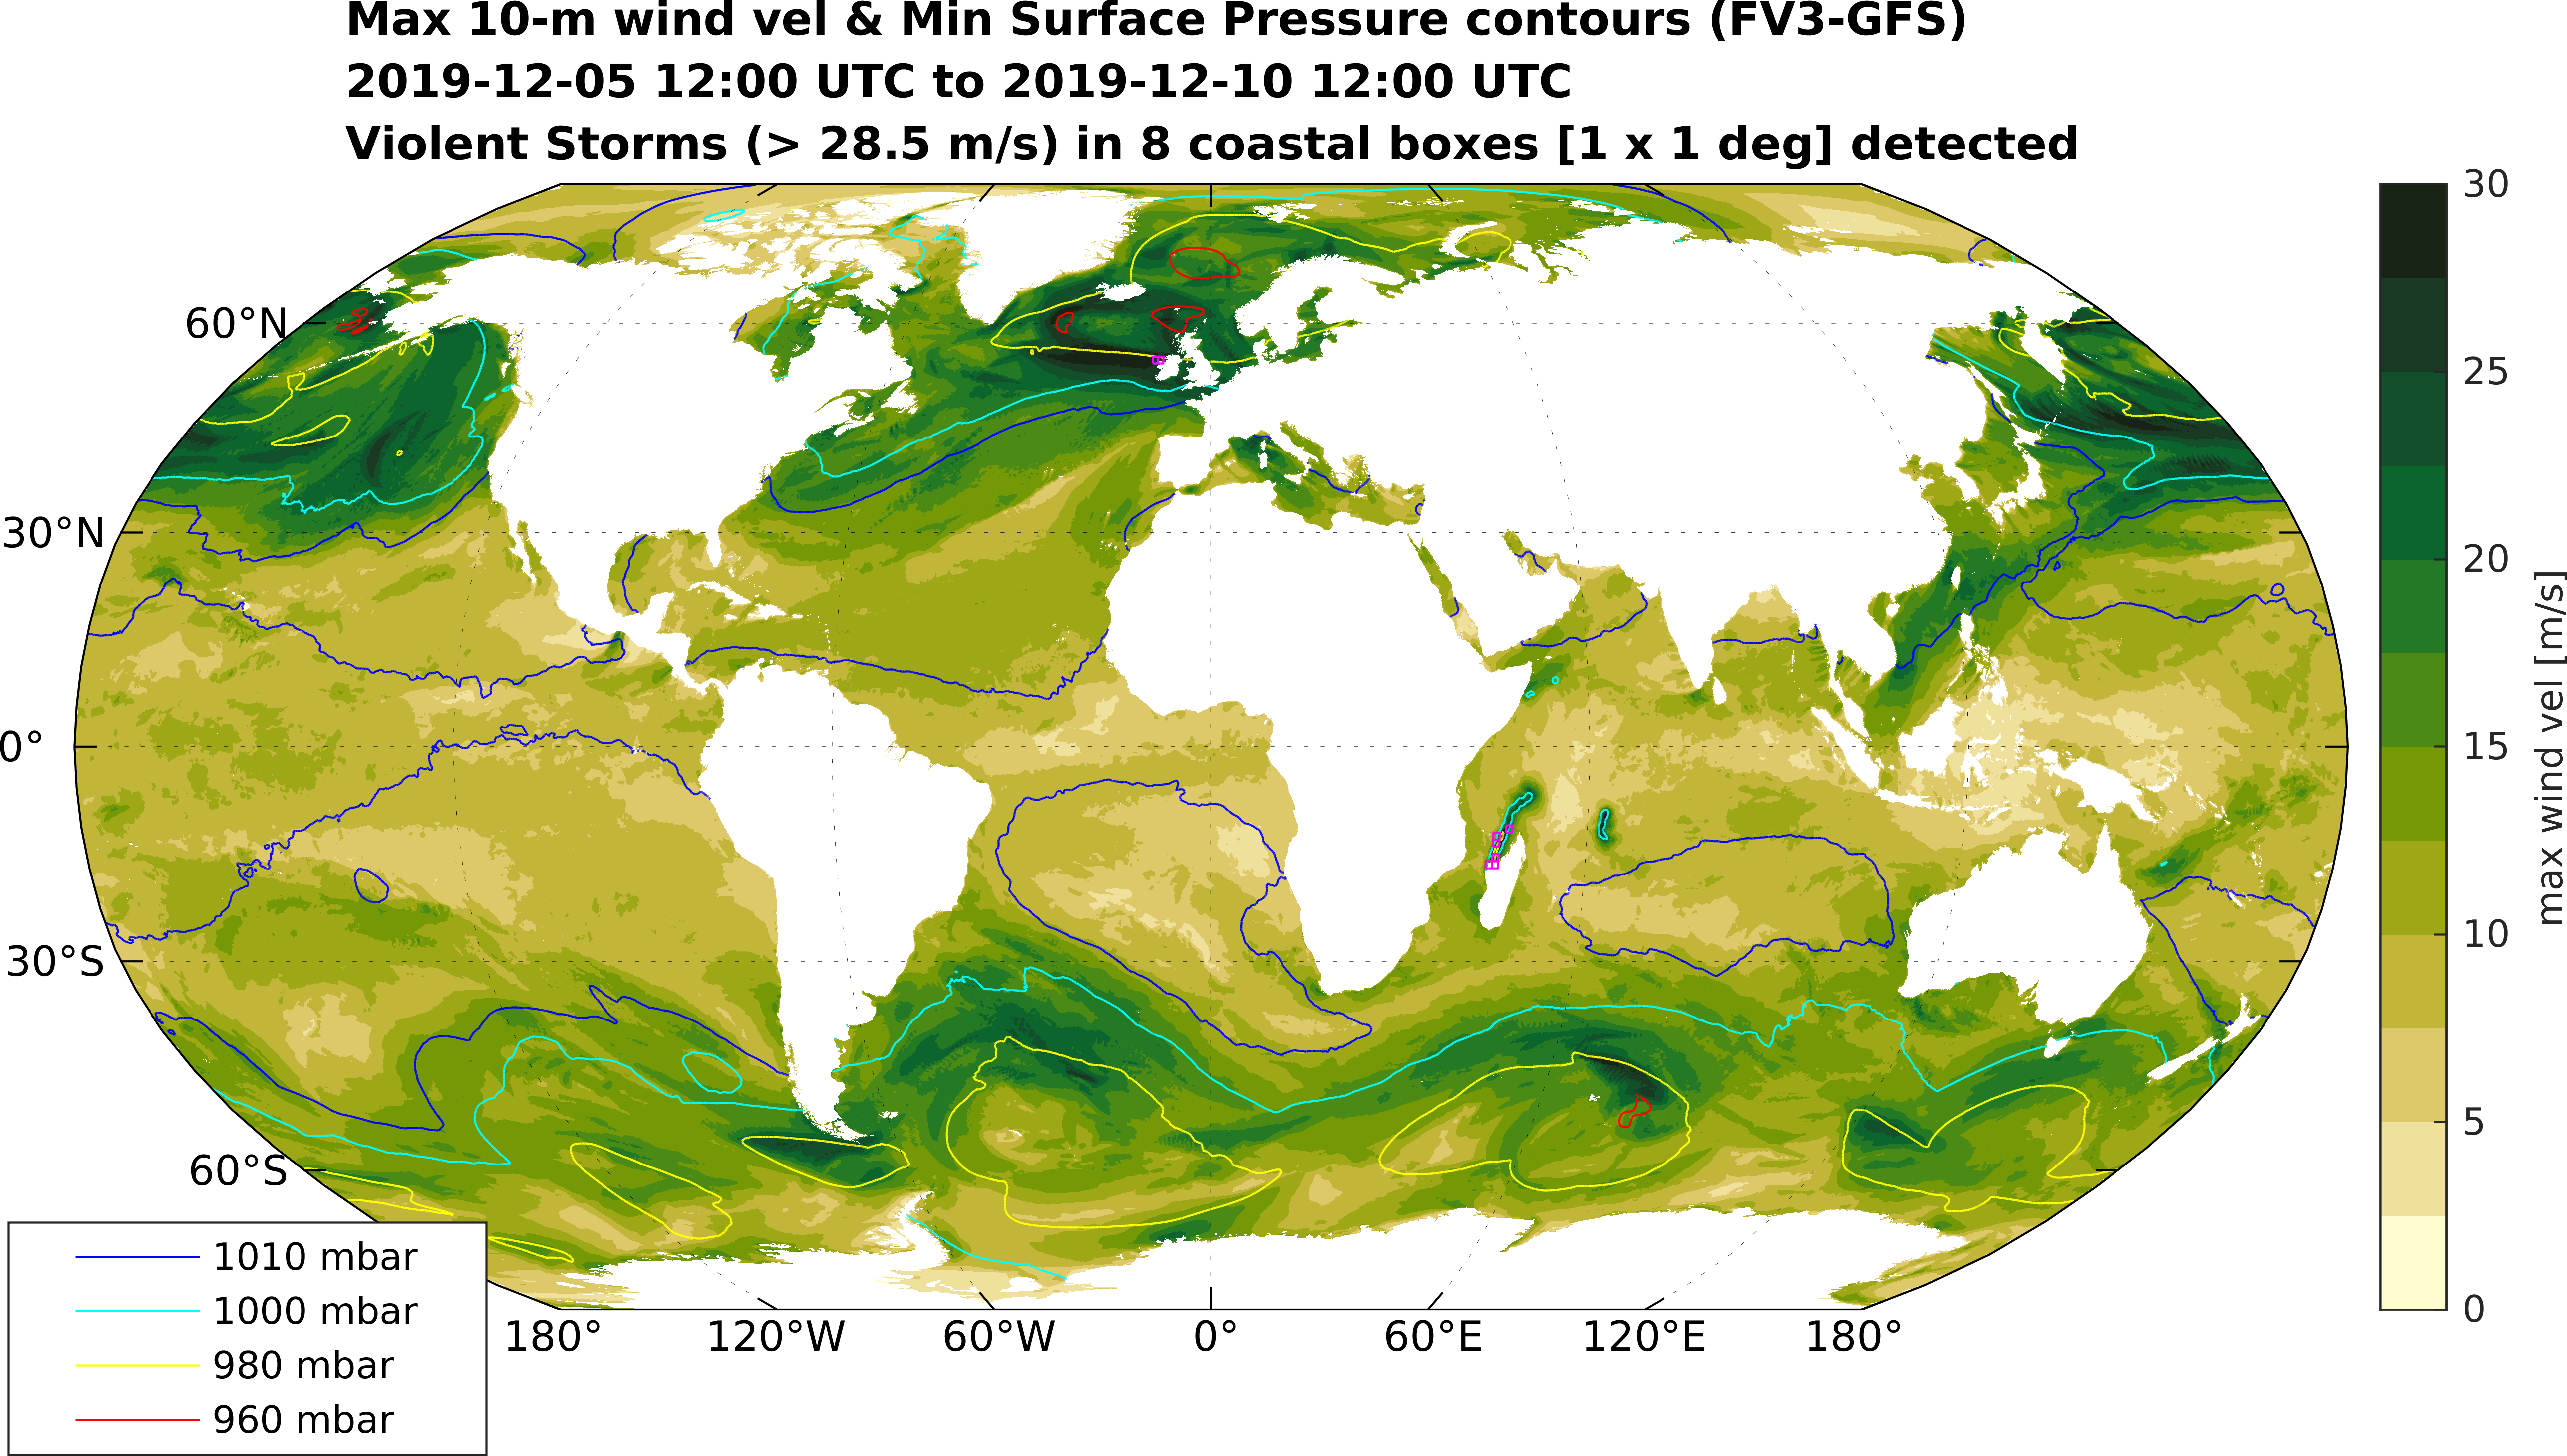 Max 10-m wind vel & Min Surface Pressure contours (FV3-GFS)
2019-12-05 12:00 UTC to 2019-12-10 12:00 UTC
Violent Storms (> 28.5 m/s) in 8 coastal boxes [1 x 1 deg] detected
60°N
30°N
0°
30°S
60°S
180°
120°W
60°W
0°
60°E
120°E
180°
1010 mbar
1000 mbar
980 mbar
960 mbar
30
25
20
15
10
5
0
max wind vel [m/s]